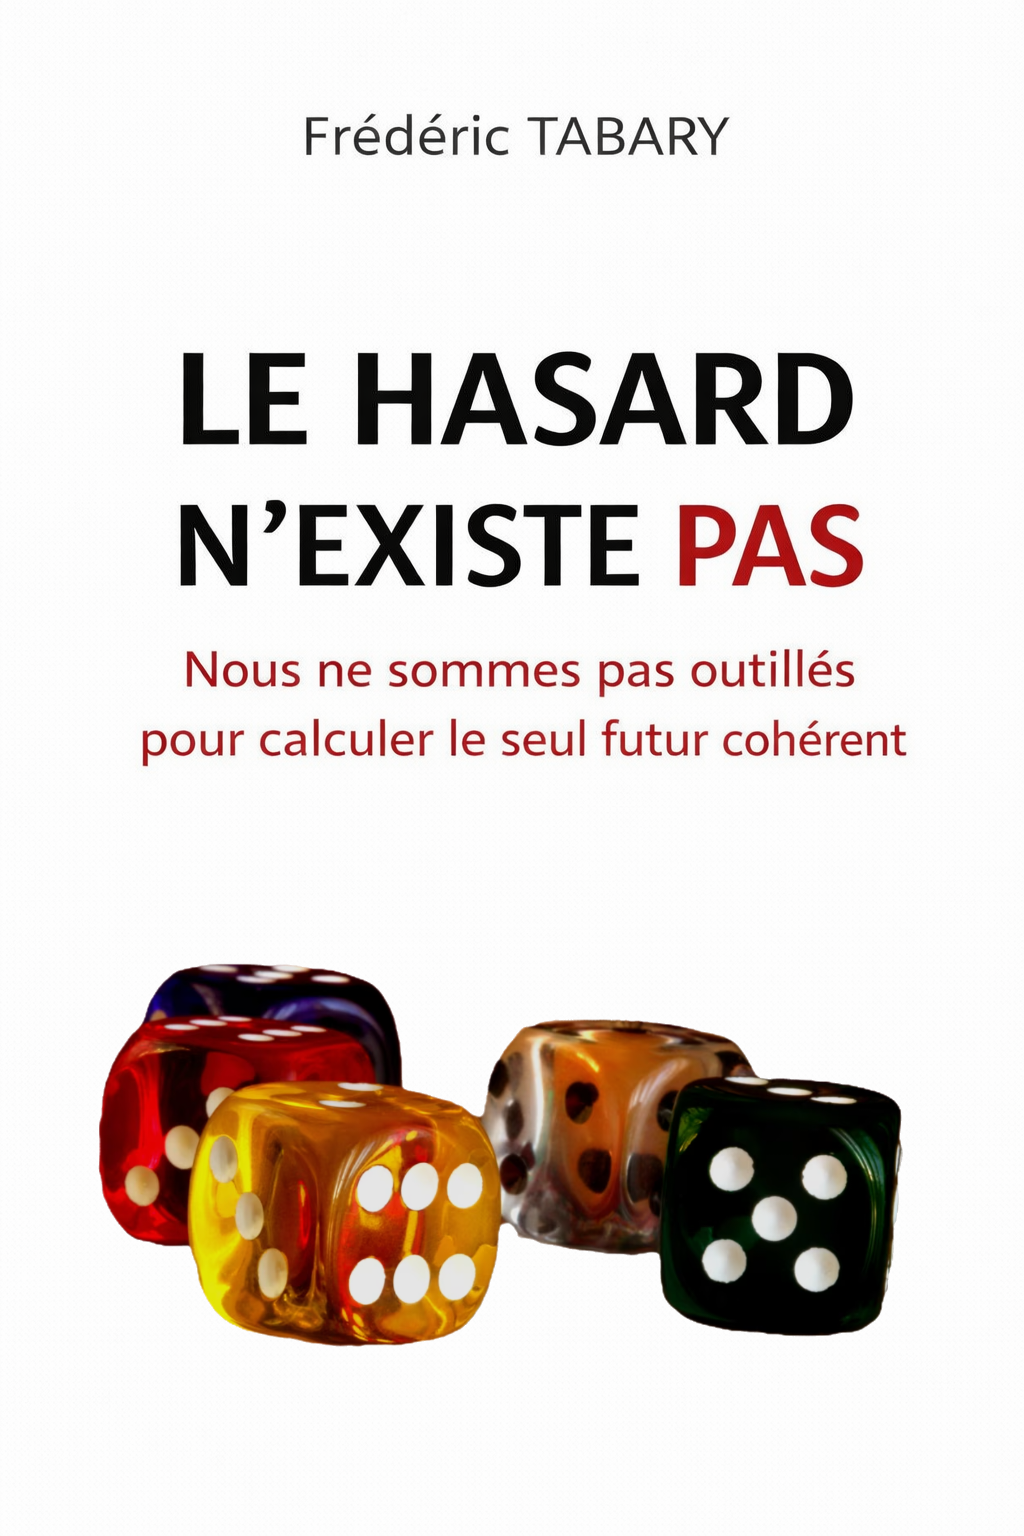 Frédéric TABARY
LE HASARD
N’EXISTE PAS
Nous ne sommes pas outillés
pour calculer le seul futur cohérent